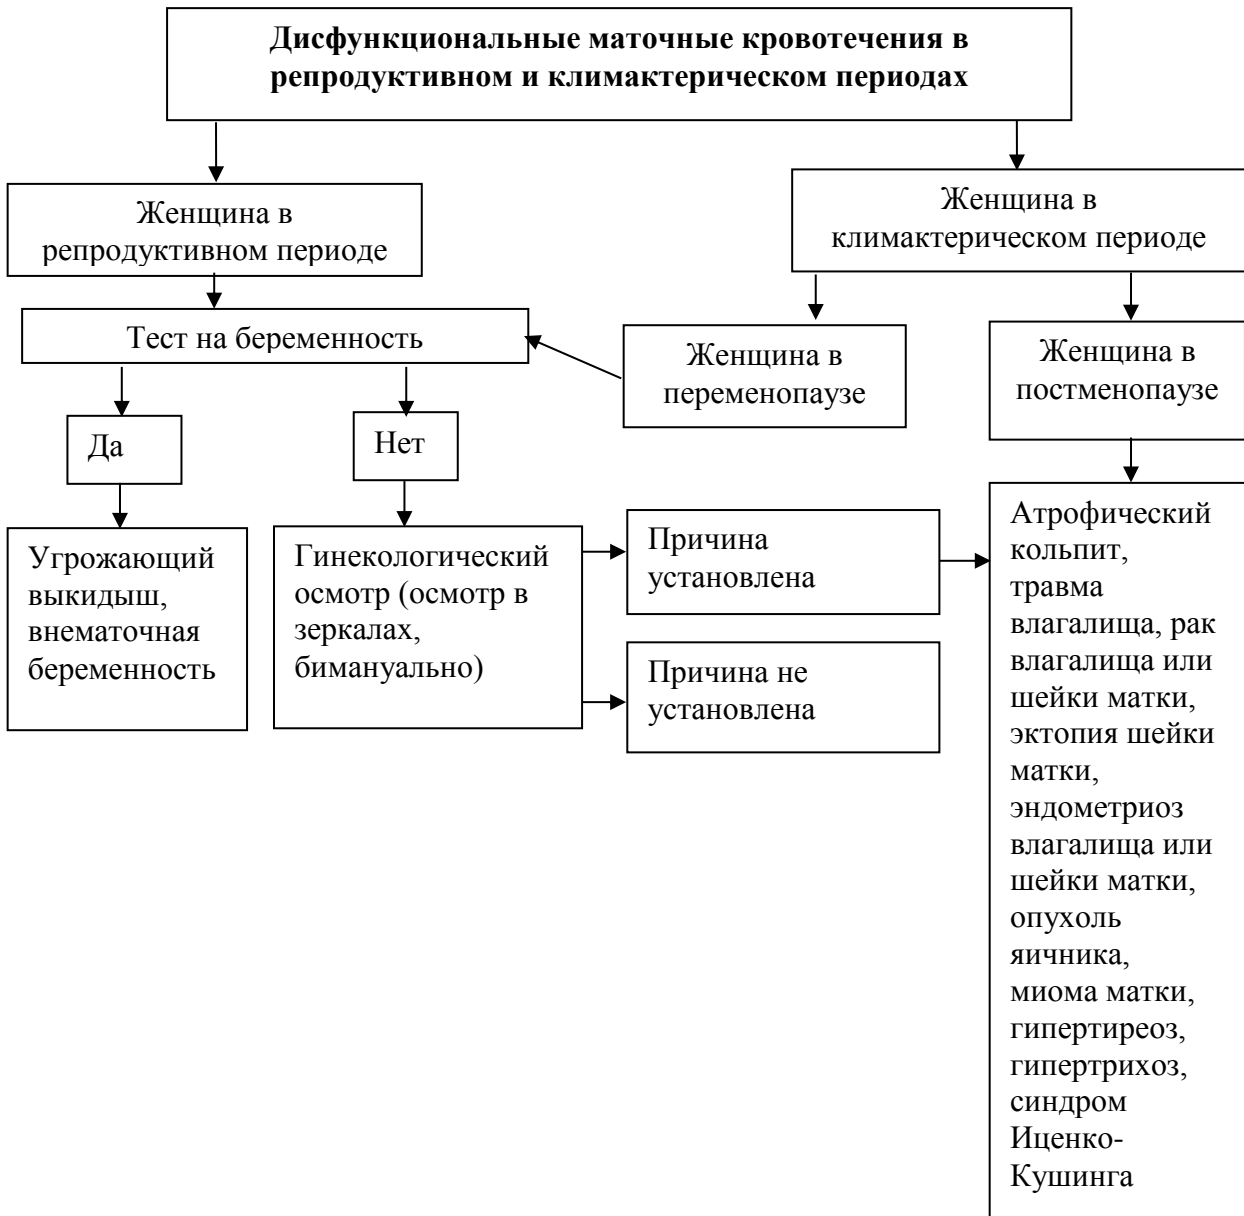 Дисфункциональные маточные кровотечения в
репродуктивном и климактерическом периодах
Женщина в
репродуктивном периоде
Женщина в
климактерическом периоде
Тест на беременность
Женщина в
переменопаузе
Женщина в
постменопаузе
Да
Нет
Угрожающий
выкидыш,
внематочная
беременность
Гинекологический
осмотр (осмотр в
зеркалах,
бимануально)
Причина
установлена
Причина не
установлена
Атрофический
кольпит,
травма
влагалища, рак
влагалища или
шейки матки,
эктопия шейки
матки,
эндометриоз
влагалища или
шейки матки,
опухоль
яичника,
миома матки,
гипертиреоз,
гипертрихоз,
синдром
Иценко-
Кушинга